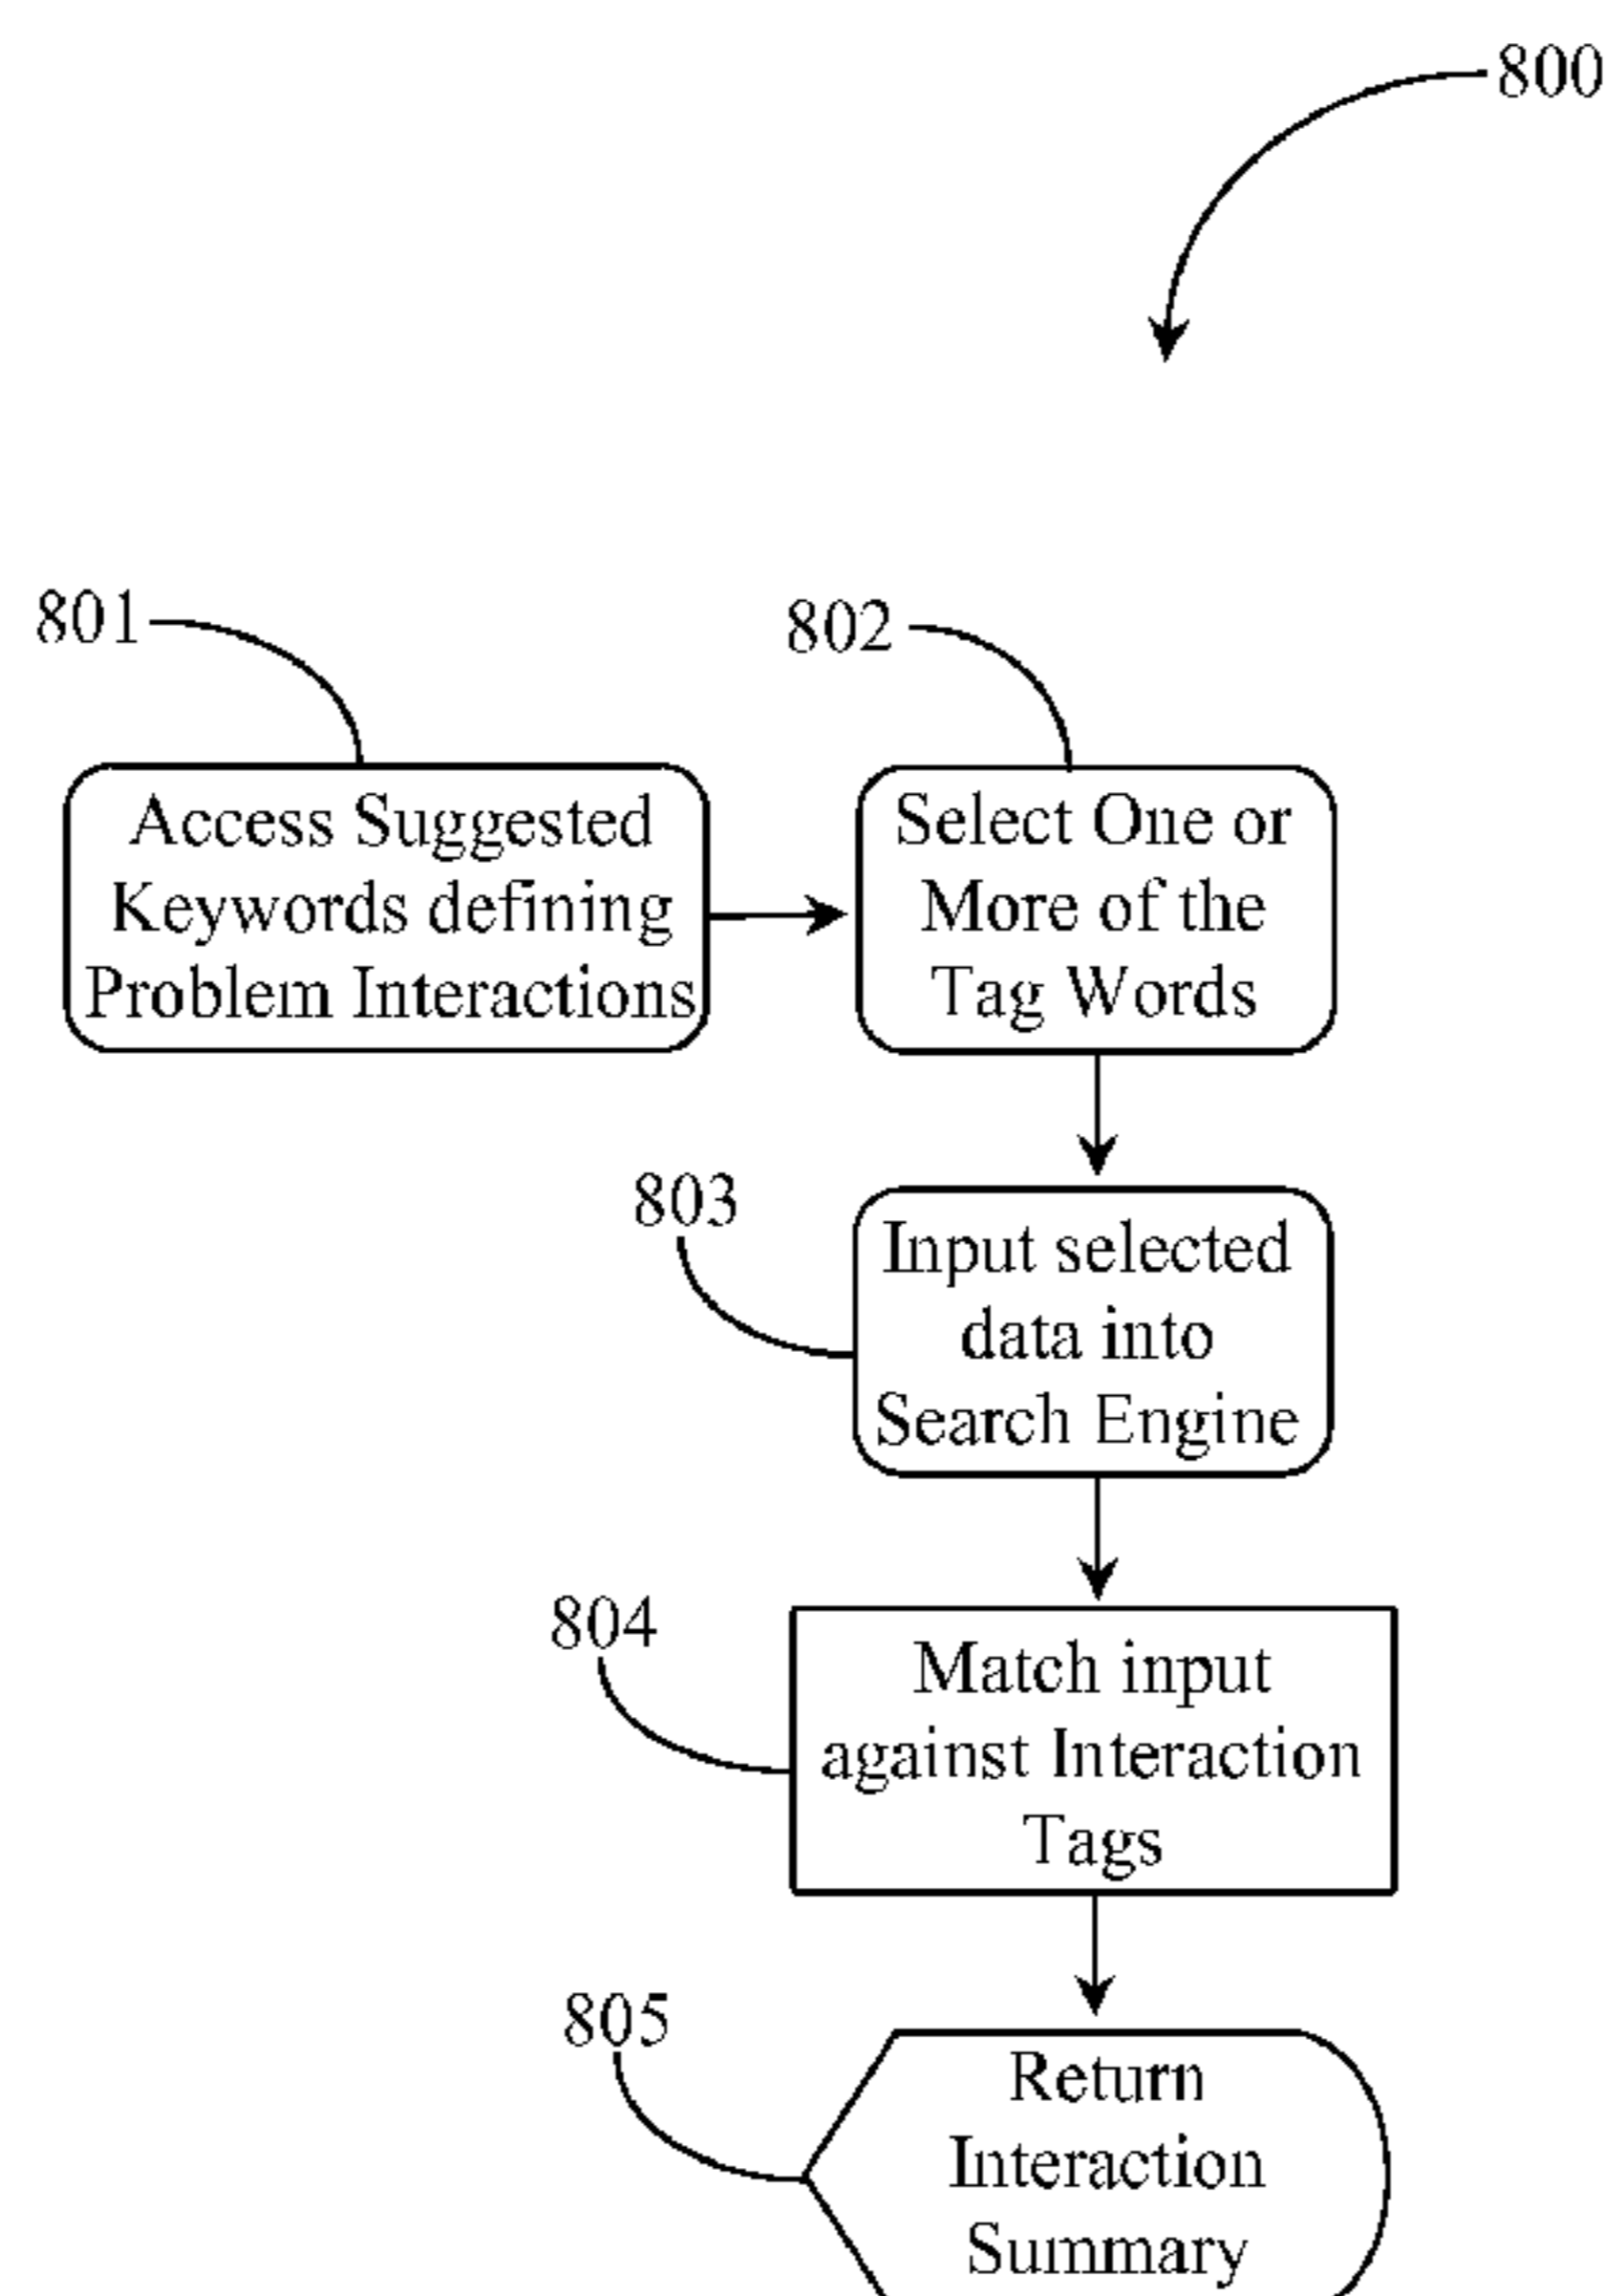 800
801
Access Suggested
Keywords defining
Problem Interactions
802
Select One or
More of the
Tag Words
803
Input selected
data into
Search Engine
804
Match input
against Interaction
Tags
805
Return
Interaction
Summary